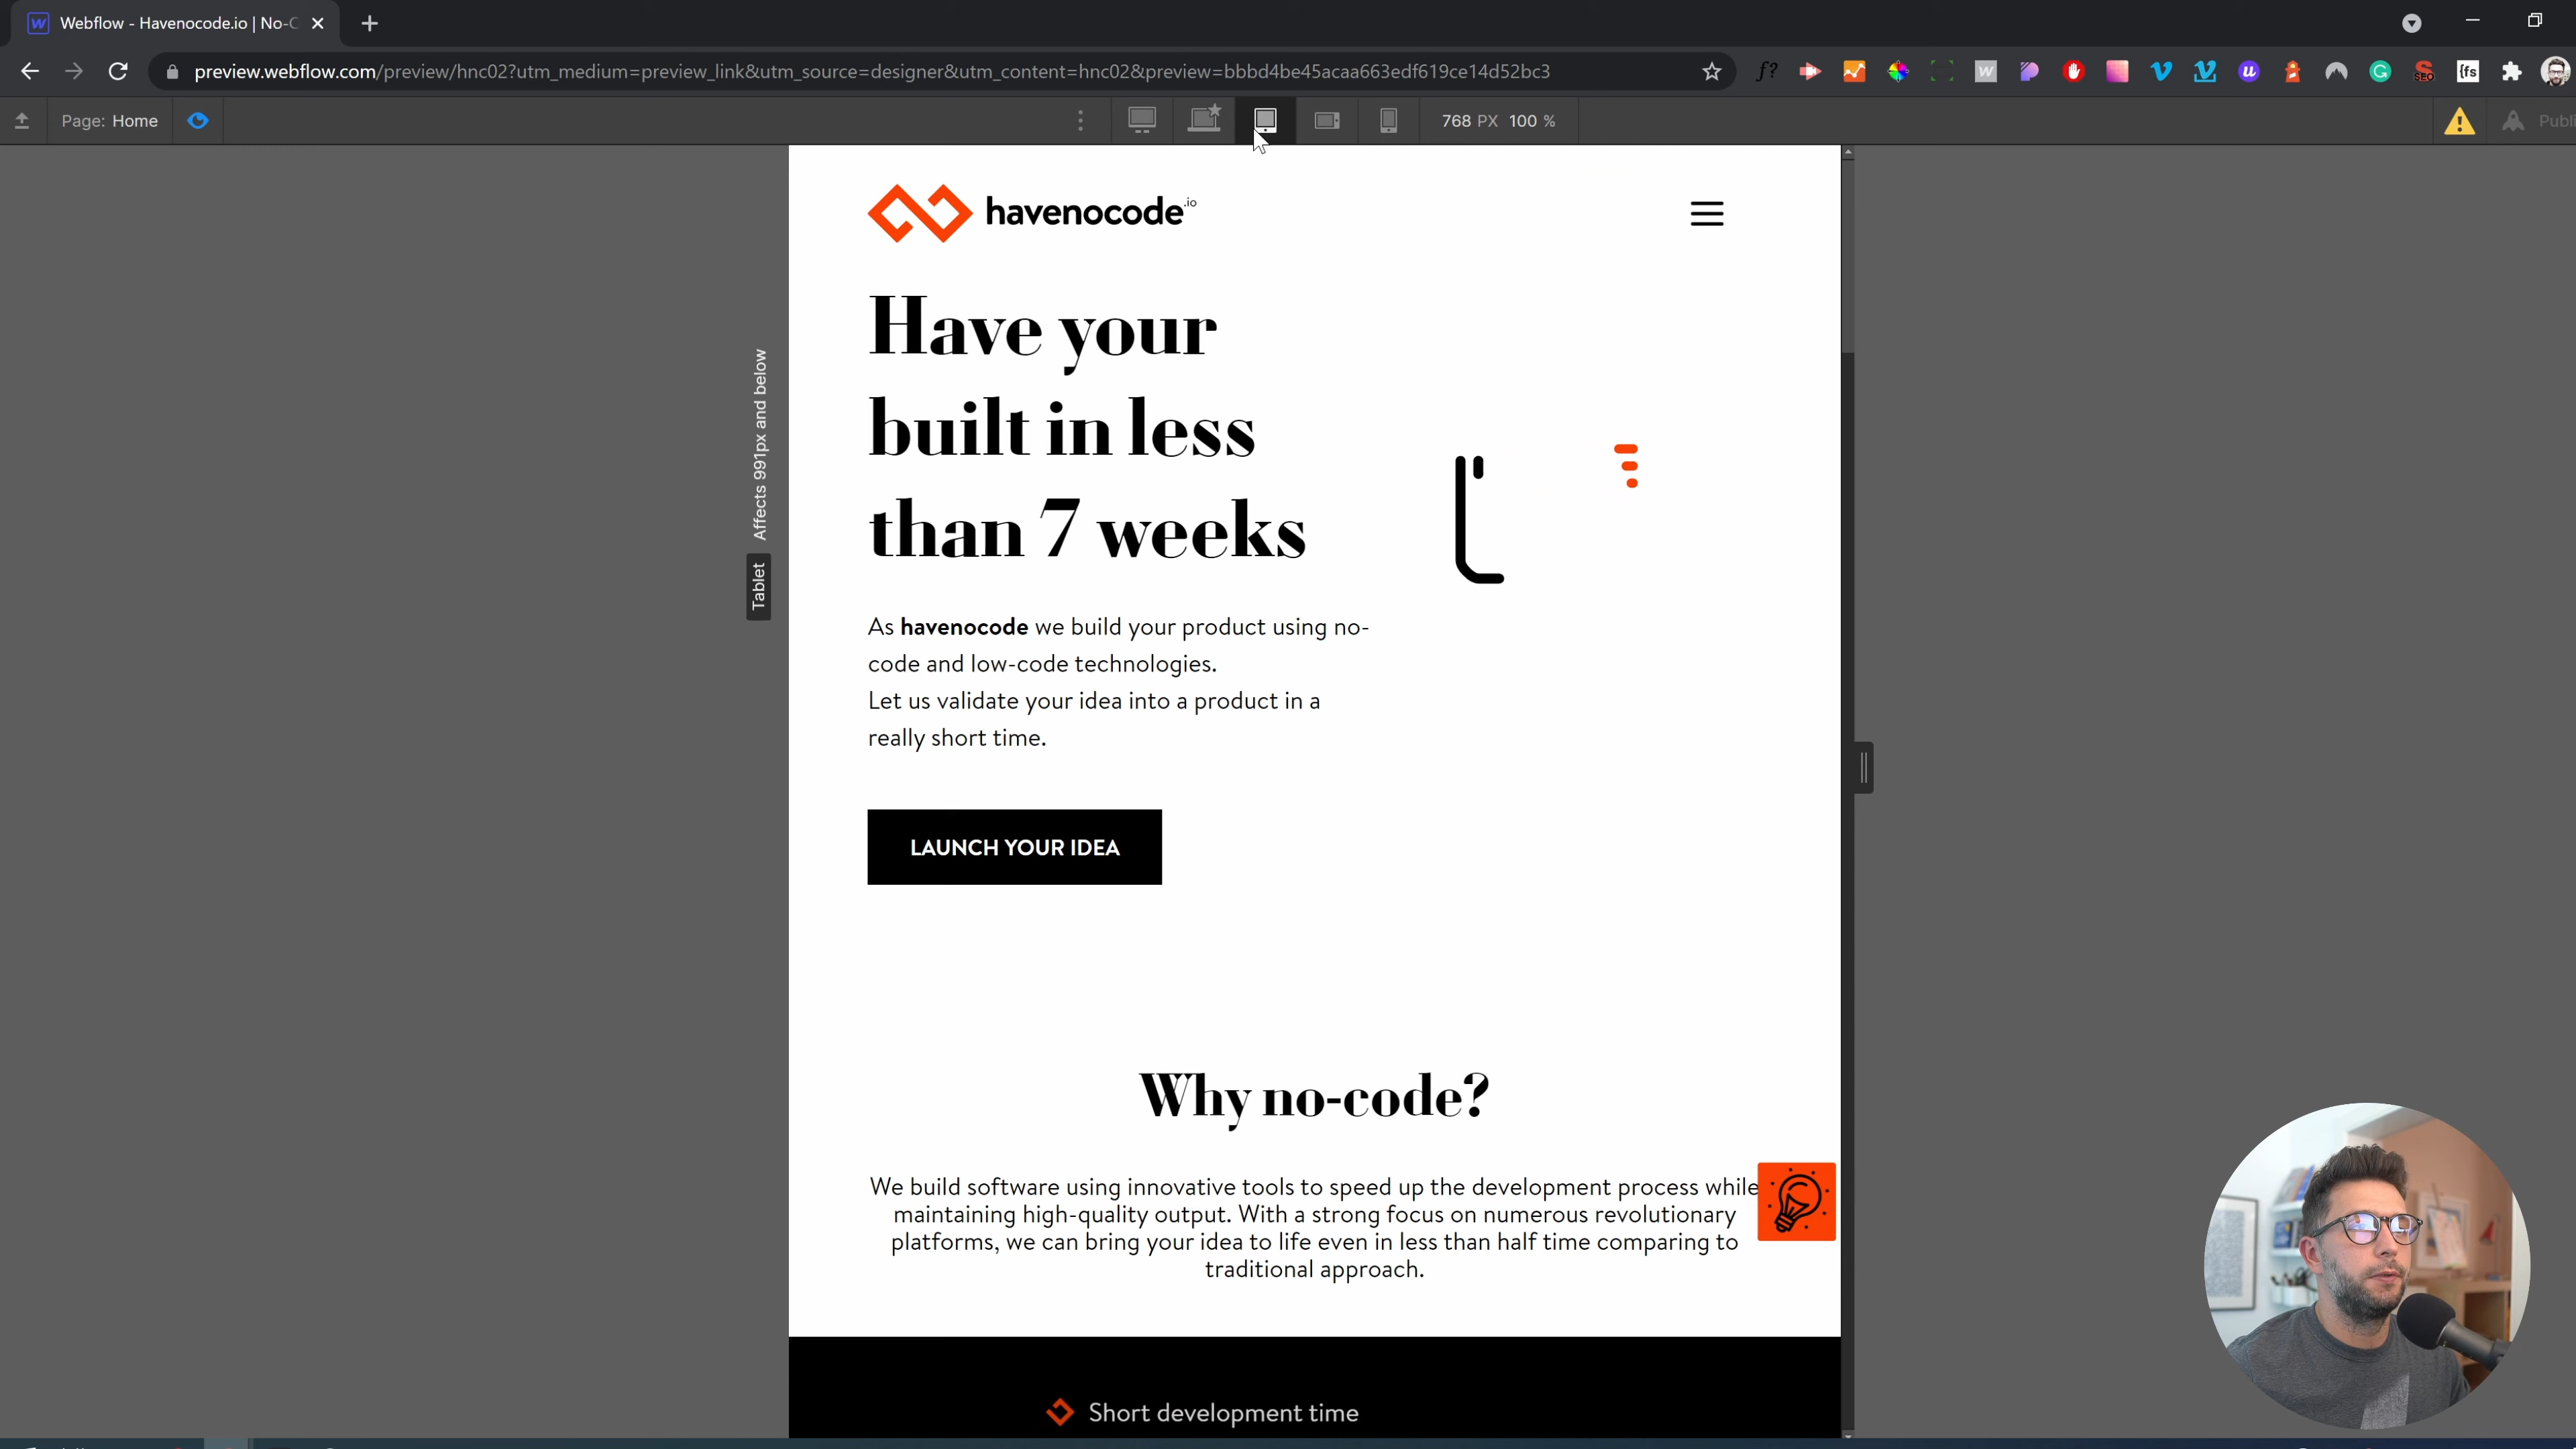 Webflow - Havenocode.io | No-C
preview.webflow.com/preview/hnc02?utm_medium=preview_link&utm_source=designer&utm_content=hnc02&preview=bbbd4be45acaa663edf619ce14d52bc3
Page: Home
768 PX 100 %
Publi
havenocode.io
Have your
built in less
than 7 weeks
Affects 991px and below
Tablet
As havenocode we build your product using no-
code and low-code technologies.
Let us validate your idea into a product in a
really short time.
LAUNCH YOUR IDEA
Why no-code?
We build software using innovative tools to speed up the development process while
maintaining high-quality output. With a strong focus on numerous revolutionary
platforms, we can bring your idea to life even in less than half time comparing to
traditional approach.
Short development time